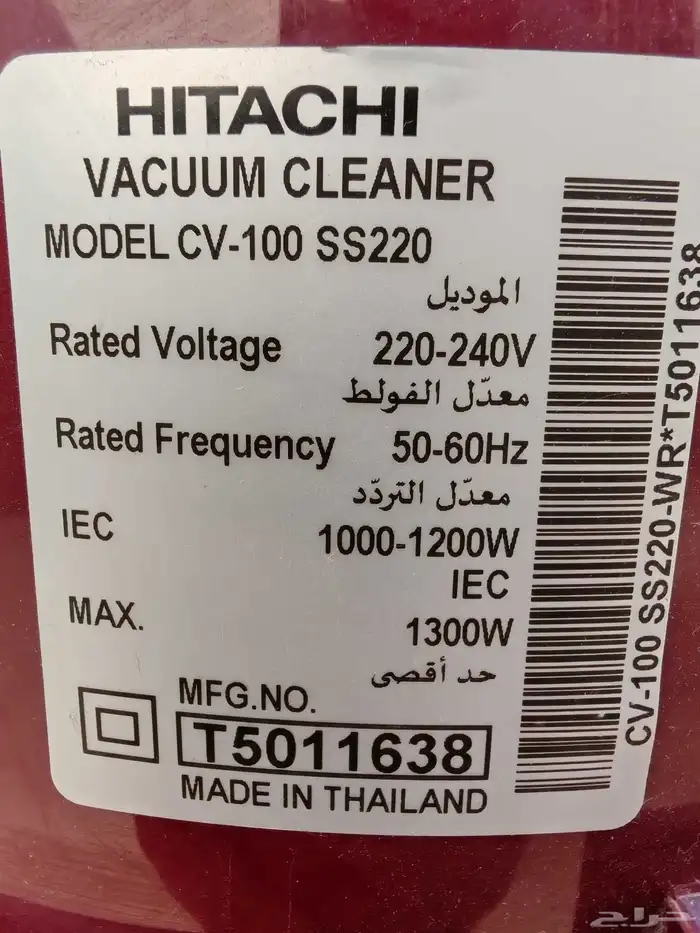 HITACHI
VACUUM CLEANER
MODEL CV-100 SS220
الموديل
Rated Voltage 220-240V
معدّل الفولط
Rated Frequency 50-60Hz
معدّل التردّد
IEC 1000-1200W
IEC
MAX. 1300W
حد أقصى
MFG.NO.
T5011638
MADE IN THAILAND
CV-100 SS220-WR*T5011638
حراج